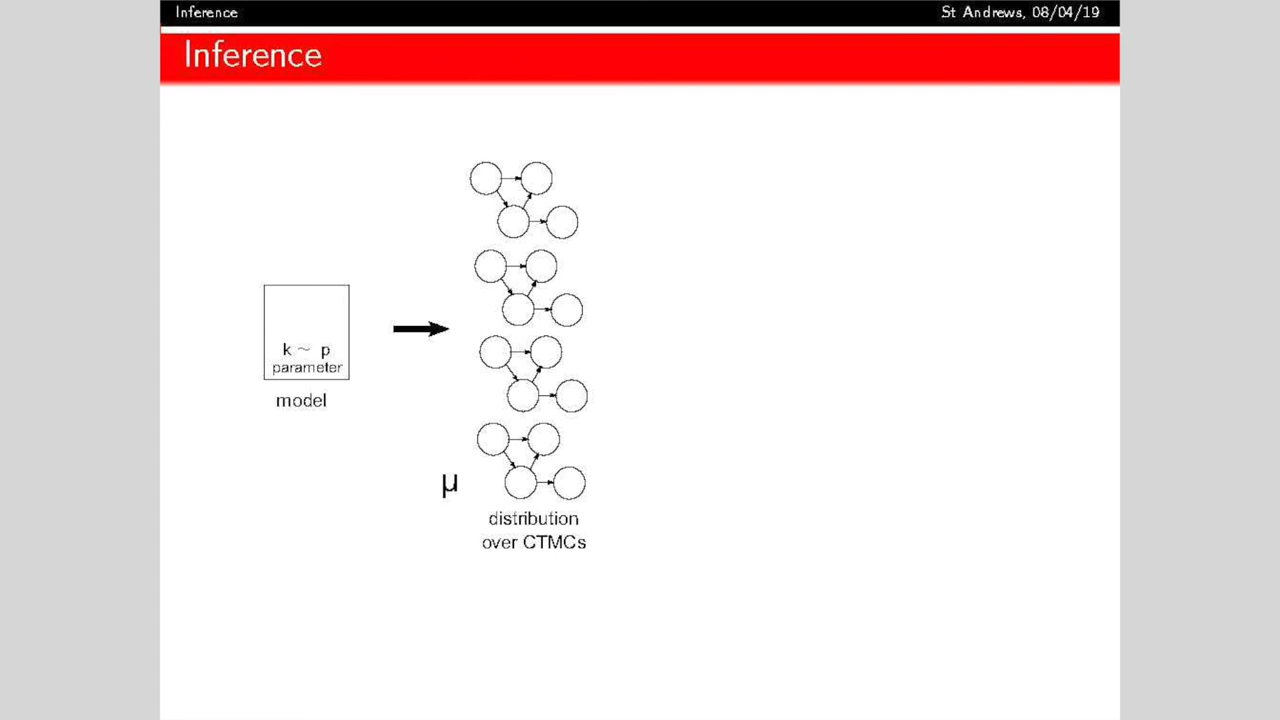 Inference
St Andrews, 08/04/19
Inference
k ~ p
parameter
model
μ
distribution
over CTMCs